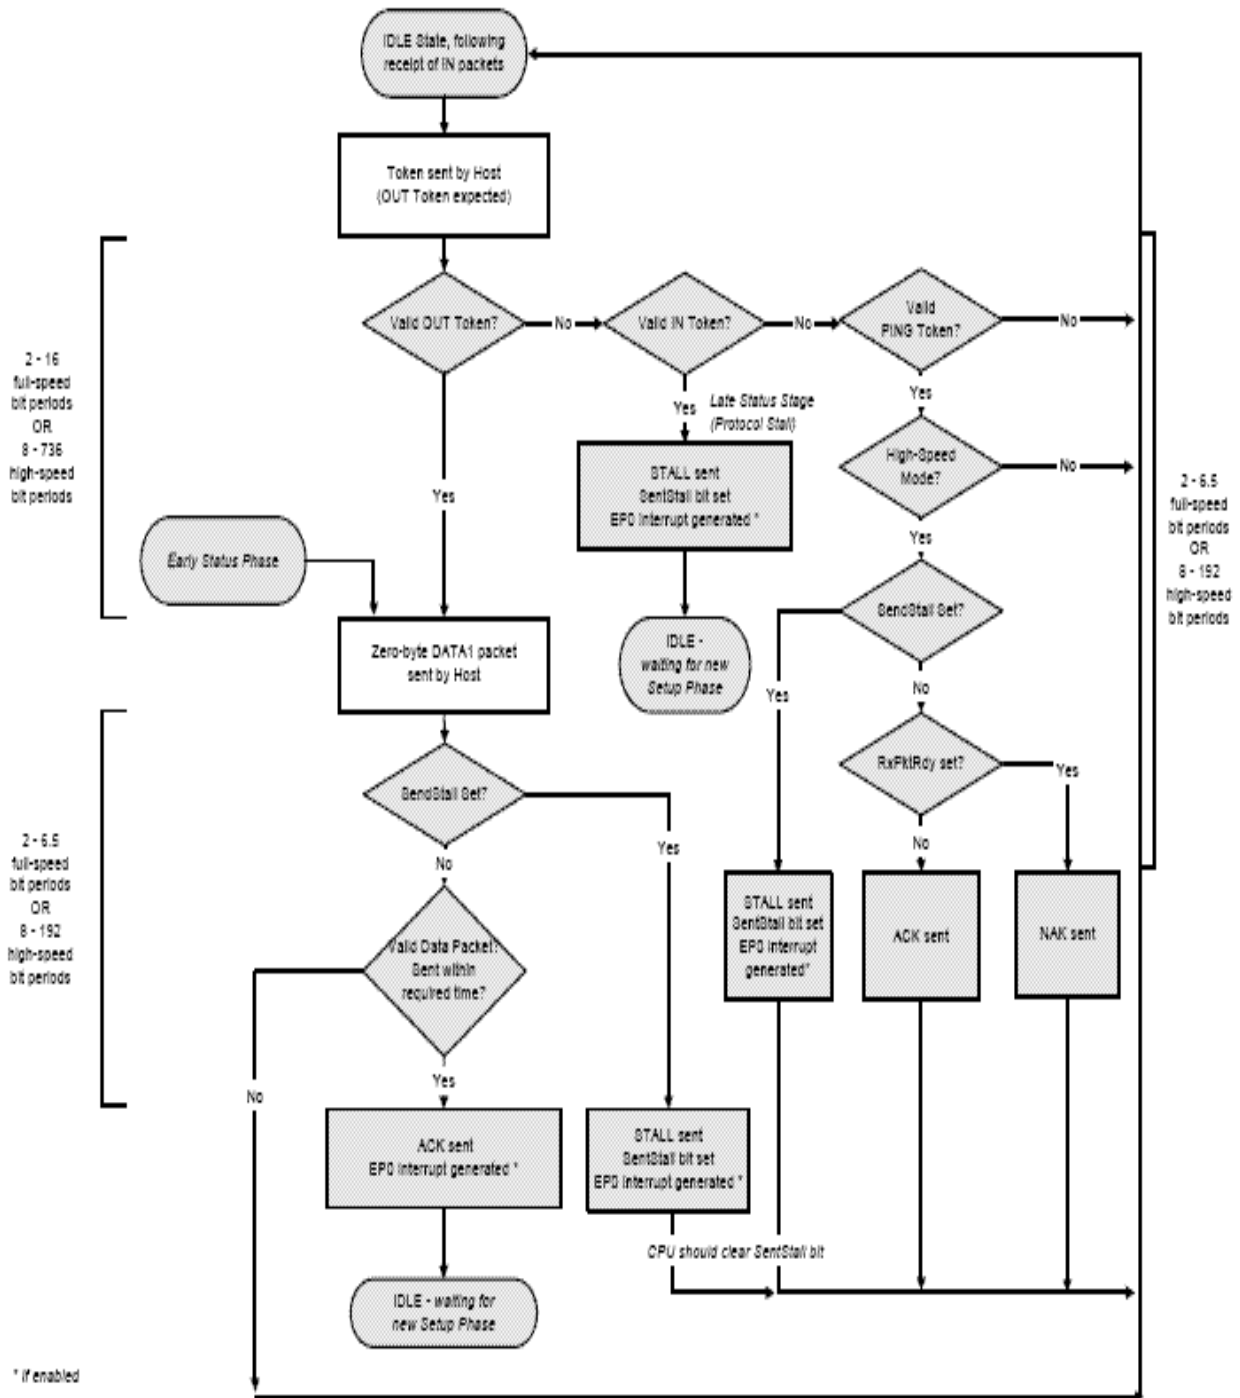 IDLE State, following
receipt of IN packets
Token sent by Host
(OUT Token expected)
Valid OUT Token?
No
Valid IN Token?
No
Valid
PING Token?
No
2 - 16
full-speed
bit periods
OR
8 - 736
high-speed
bit periods
Yes
Yes
Late Status Stage
(Protocol Stall)
Yes
High-Speed
Mode?
No
STALL sent
SentStall bit set
EP0 Interrupt generated *
Yes
2 - 6.5
full-speed
bit periods
OR
8 - 192
high-speed
bit periods
Early Status Phase
SendStall Set?
Zero-byte DATA1 packet
sent by Host
IDLE -
waiting for new
Setup Phase
Yes
No
RxPktRdy set?
Yes
SendStall Set?
Yes
No
No
2 - 6.5
full-speed
bit periods
OR
8 - 192
high-speed
bit periods
STALL sent
SentStall bit set
EP0 Interrupt
generated*
ACK sent
NAK sent
Valid Data Packet?
Sent within
required time?
No
Yes
ACK sent
EP0 Interrupt generated *
STALL sent
SentStall bit set
EP0 Interrupt generated *
CPU should clear SentStall bit
IDLE - waiting for
new Setup Phase
* If enabled